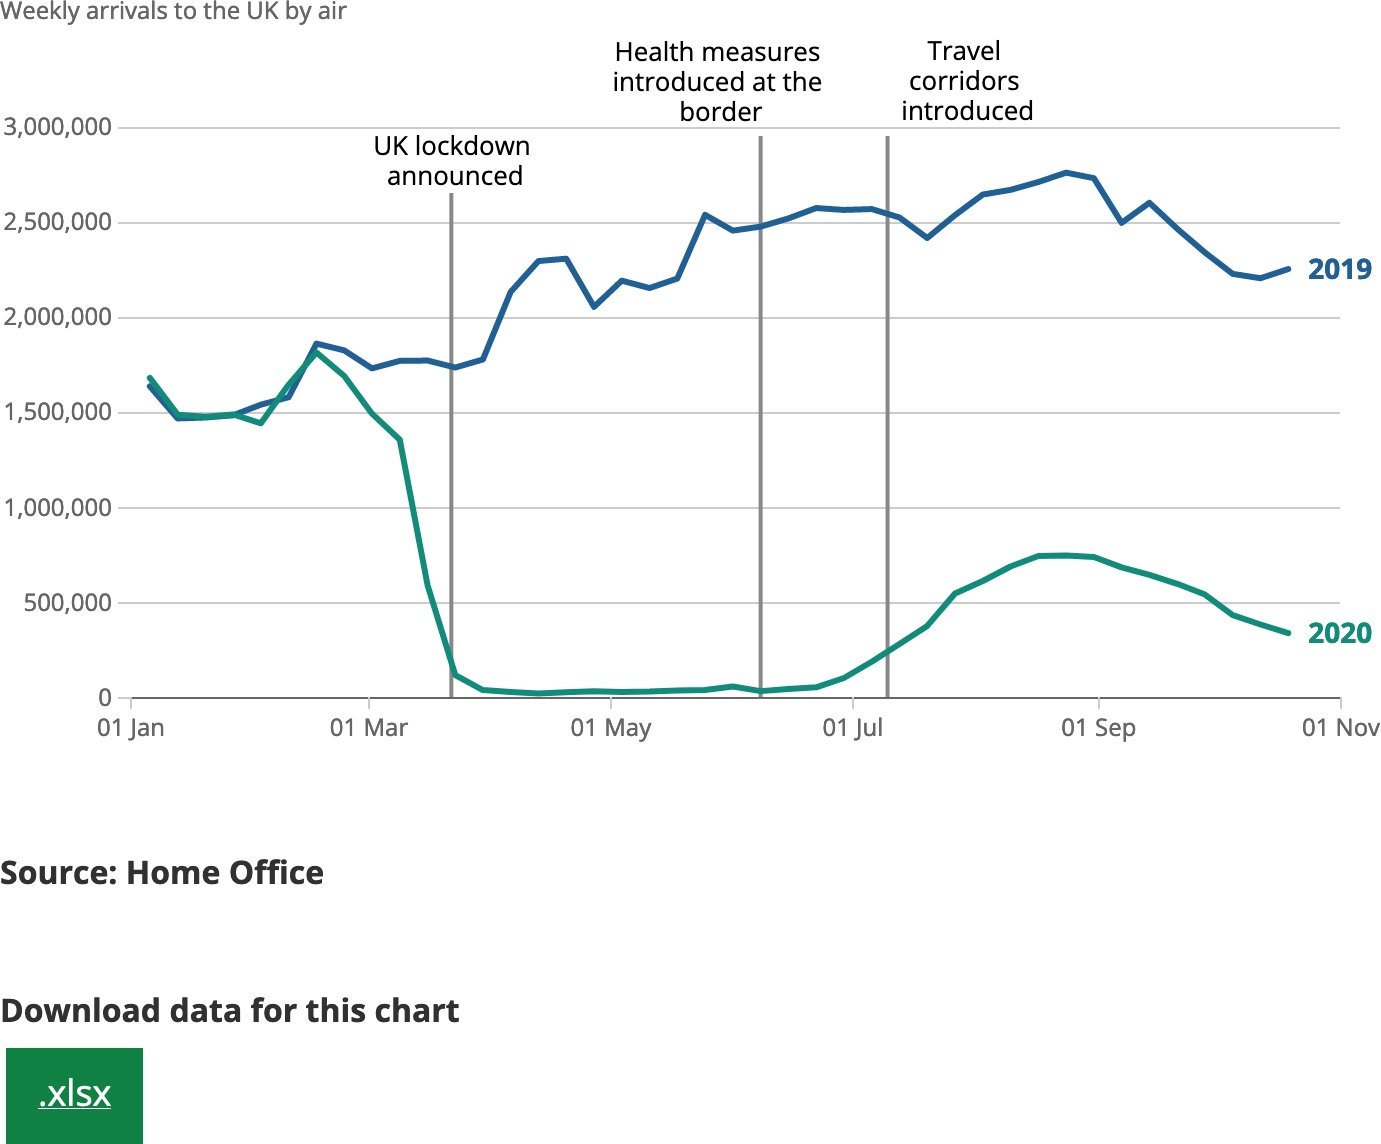 Weekly arrivals to the UK by air
Health measures
introduced at the
border
Travel
corridors
introduced
UK lockdown
announced
3,000,000
2,500,000
2,000,000
1,500,000
1,000,000
500,000
0
2019
2020
01 Jan
01 Mar
01 May
01 Jul
01 Sep
01 Nov
Source: Home Office
Download data for this chart
.xlsx